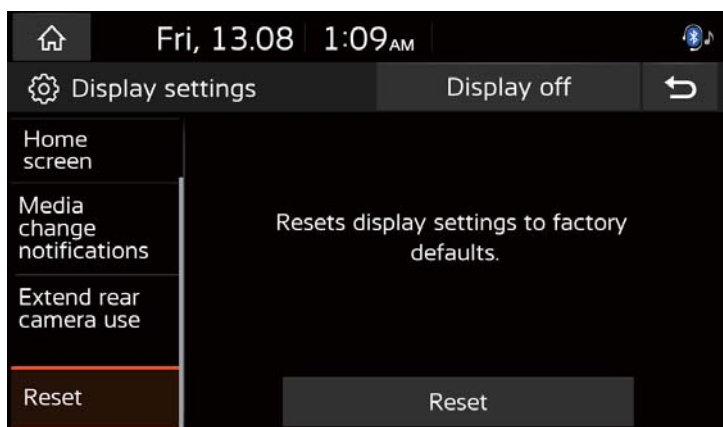 Fri, 13.08 1:09AM
Display settings
Display off
Home
screen
Media
change
notifications
Extend rear
camera use
Reset
Resets display settings to factory
defaults.
Reset